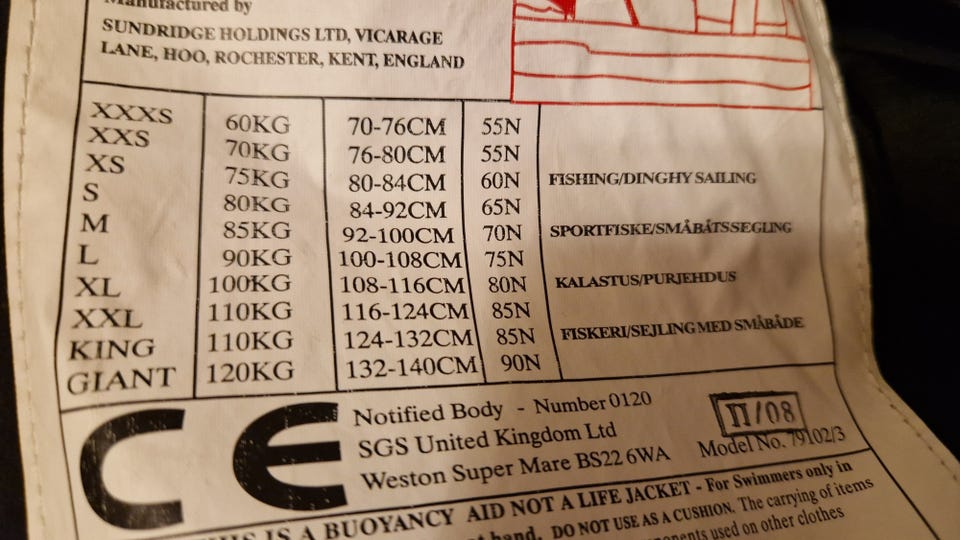 Manufactured by
SUNDRIDGE HOLDINGS LTD, VICARAGE
LANE, HOO, ROCHESTER, KENT, ENGLAND
XXXS 60KG 70-76CM 55N
XXS 70KG 76-80CM 55N
XS 75KG 80-84CM 60N
S 80KG 84-92CM 65N
M 85KG 92-100CM 70N
L 90KG 100-108CM 75N
XL 100KG 108-116CM 80N
XXL 110KG 116-124CM 85N
KING 110KG 124-132CM 85N
GIANT 120KG 132-140CM 90N
FISHING/DINGHY SAILING
SPORTFISKE/SMÅBÅTSSEGLING
KALASTUS/PURJEHDUS
FISKERI/SEJLING MED SMÅBÅDE
CE
Notified Body - Number 0120
SGS United Kingdom Ltd
Weston Super Mare BS22 6WA
11/08
Model No. 79102/3
THIS IS A BUOYANCY AID NOT A LIFE JACKET - For Swimmers only in
hand. DO NOT USE AS A CUSHION. The carrying of items
used on other clothes